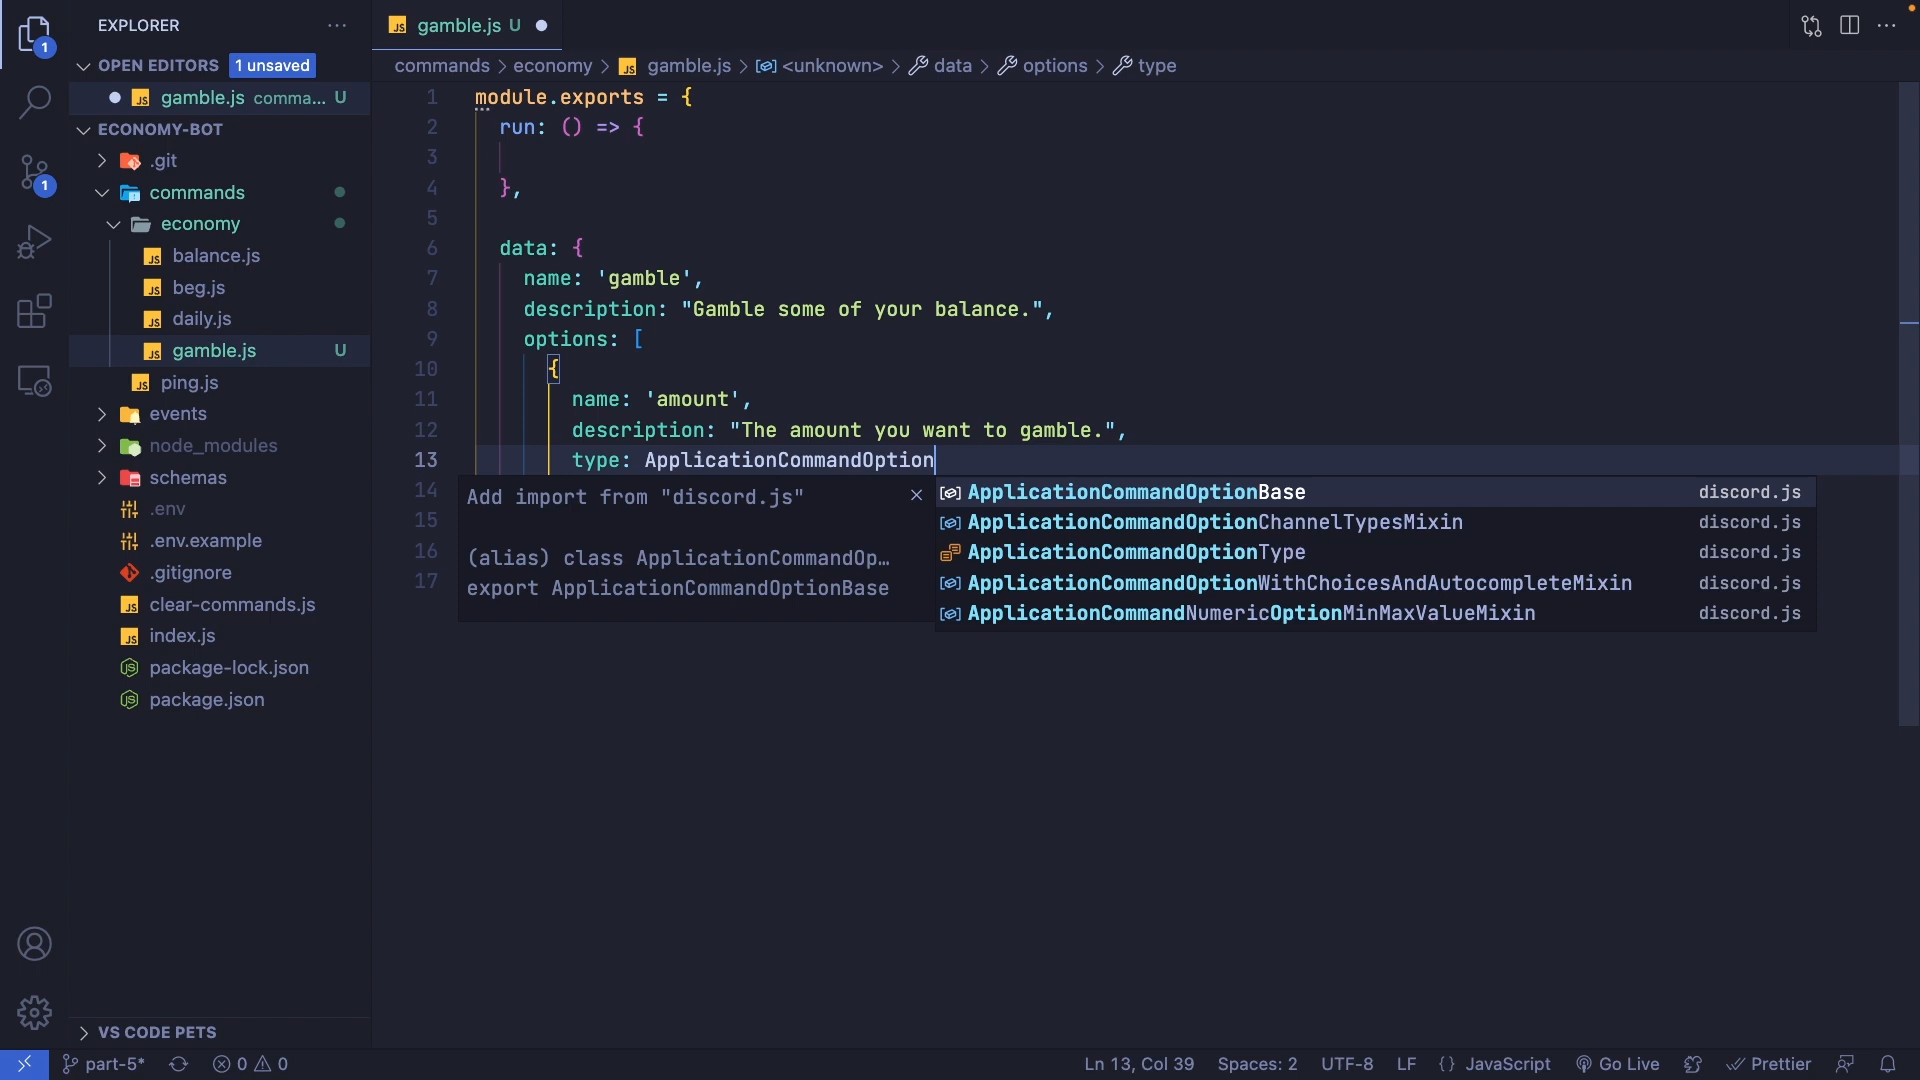 EXPLORER
gamble.js U
OPEN EDITORS 1 unsaved
commands > economy > JS gamble.js > <unknown> > data > options > type
gamble.js comma... U
ECONOMY-BOT
.git
commands
economy
balance.js
beg.js
daily.js
gamble.js U
ping.js
events
node_modules
schemas
.env
.env.example
.gitignore
clear-commands.js
index.js
package-lock.json
package.json
VS CODE PETS
1 module.exports = {
2 run: () => {
3
4 },
5
6 data: {
7 name: 'gamble',
8 description: "Gamble some of your balance.",
9 options: [
10 {
11 name: 'amount',
12 description: "The amount you want to gamble.",
13 type: ApplicationCommandOption
14
15
16
17
Add import from "discord.js"
(alias) class ApplicationCommandOp…
export ApplicationCommandOptionBase
ApplicationCommandOptionBase discord.js
ApplicationCommandOptionChannelTypesMixin discord.js
ApplicationCommandOptionType discord.js
ApplicationCommandOptionWithChoicesAndAutocompleteMixin discord.js
ApplicationCommandNumericOptionMinMaxValueMixin discord.js
part-5* 0 0 Ln 13, Col 39 Spaces: 2 UTF-8 LF {} JavaScript Go Live Prettier